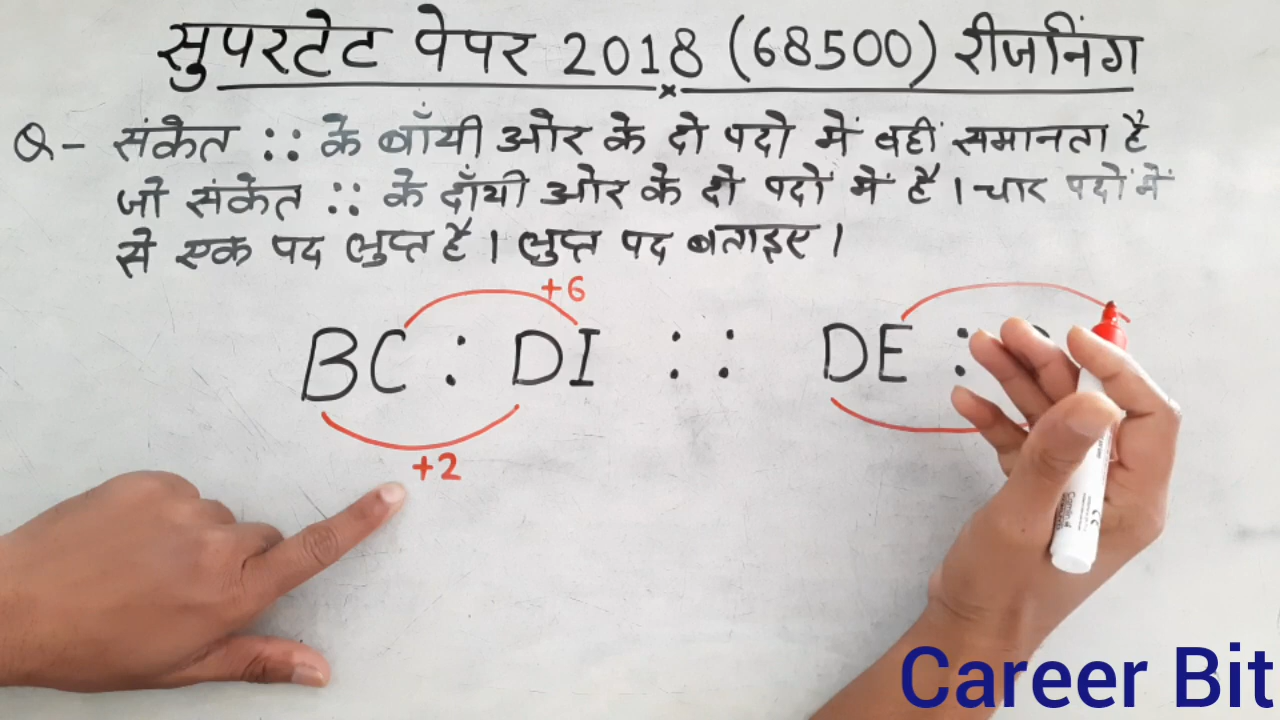 सुपरटेट पेपर 2018 (68500) रीजनिंग
Q- संकेत :: के बाँयी ओर के दो पदो में वहीं समानता है
जो संकेत :: के दाँयी ओर के दो पदों में है । चार पदों में
से एक पद लुप्त है । लुप्त पद बताइए ।
+6
BC : DI :: DE :
+2
Career Bit